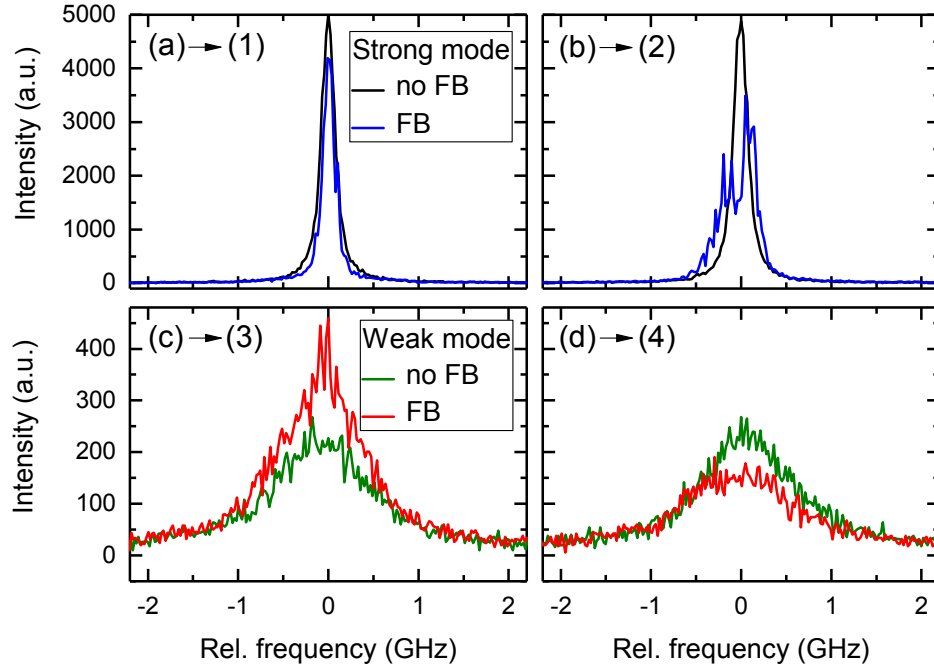 (a)→(1)
Strong mode
no FB
FB
(b)→(2)
5000
4000
3000
2000
1000
0
Intensity (a.u.)
(c)→(3)
Weak mode
no FB
FB
(d)→(4)
400
300
200
100
0
Intensity (a.u.)
-2 -1 0 1 2
-2 -1 0 1 2
Rel. frequency (GHz)
Rel. frequency (GHz)